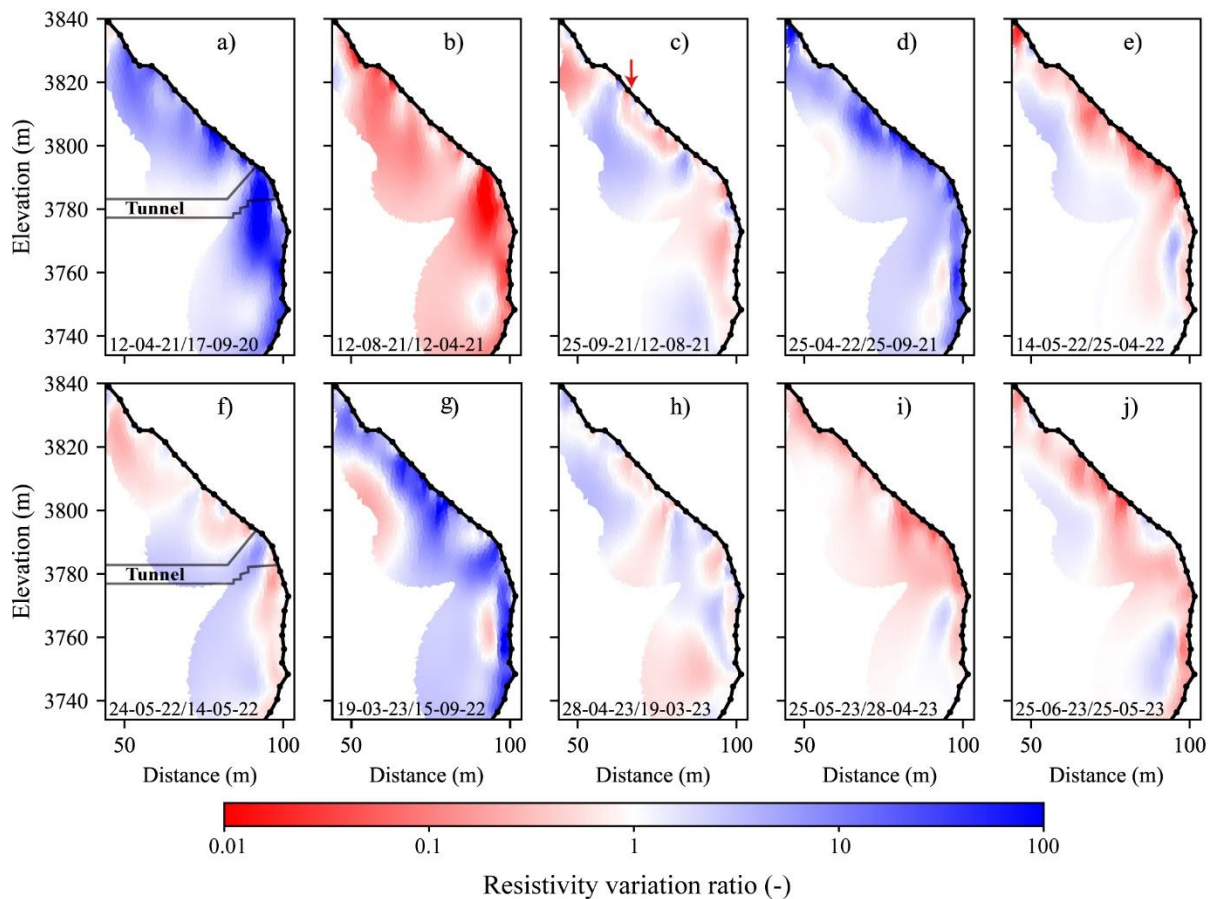 3840
3820
3800
3780
3760
3740
Elevation (m)
a)
Tunnel
12-04-21/17-09-20
50
100
b)
12-08-21/12-04-21
c)
25-09-21/12-08-21
d)
25-04-22/25-09-21
e)
14-05-22/25-04-22
3840
3820
3800
3780
3760
3740
Elevation (m)
f)
Tunnel
24-05-22/14-05-22
50
100
Distance (m)
g)
19-03-23/15-09-22
50
100
Distance (m)
h)
28-04-23/19-03-23
50
100
Distance (m)
i)
25-05-23/28-04-23
50
100
Distance (m)
j)
25-06-23/25-05-23
50
100
Distance (m)
0.01
0.1
1
10
100
Resistivity variation ratio (-)